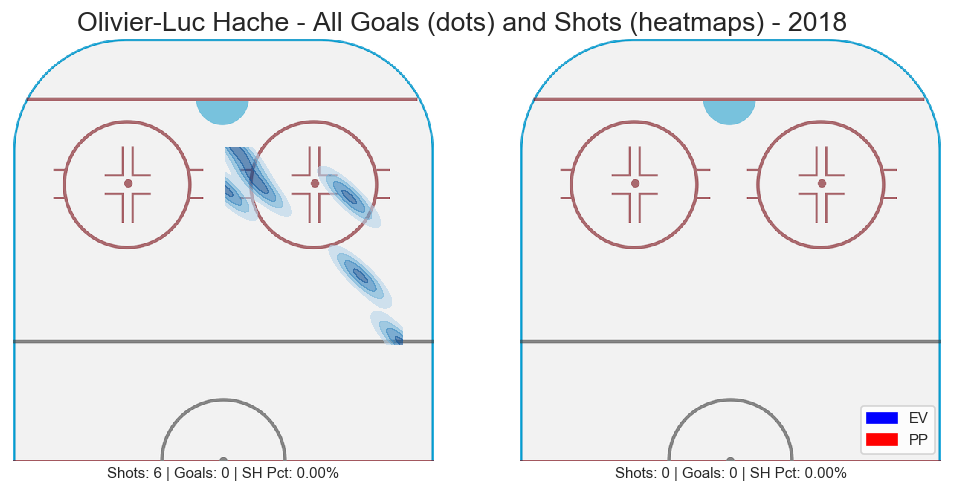 Olivier-Luc Hache - All Goals (dots) and Shots (heatmaps) - 2018
EV
PP
Shots: 6 | Goals: 0 | SH Pct: 0.00%
Shots: 0 | Goals: 0 | SH Pct: 0.00%